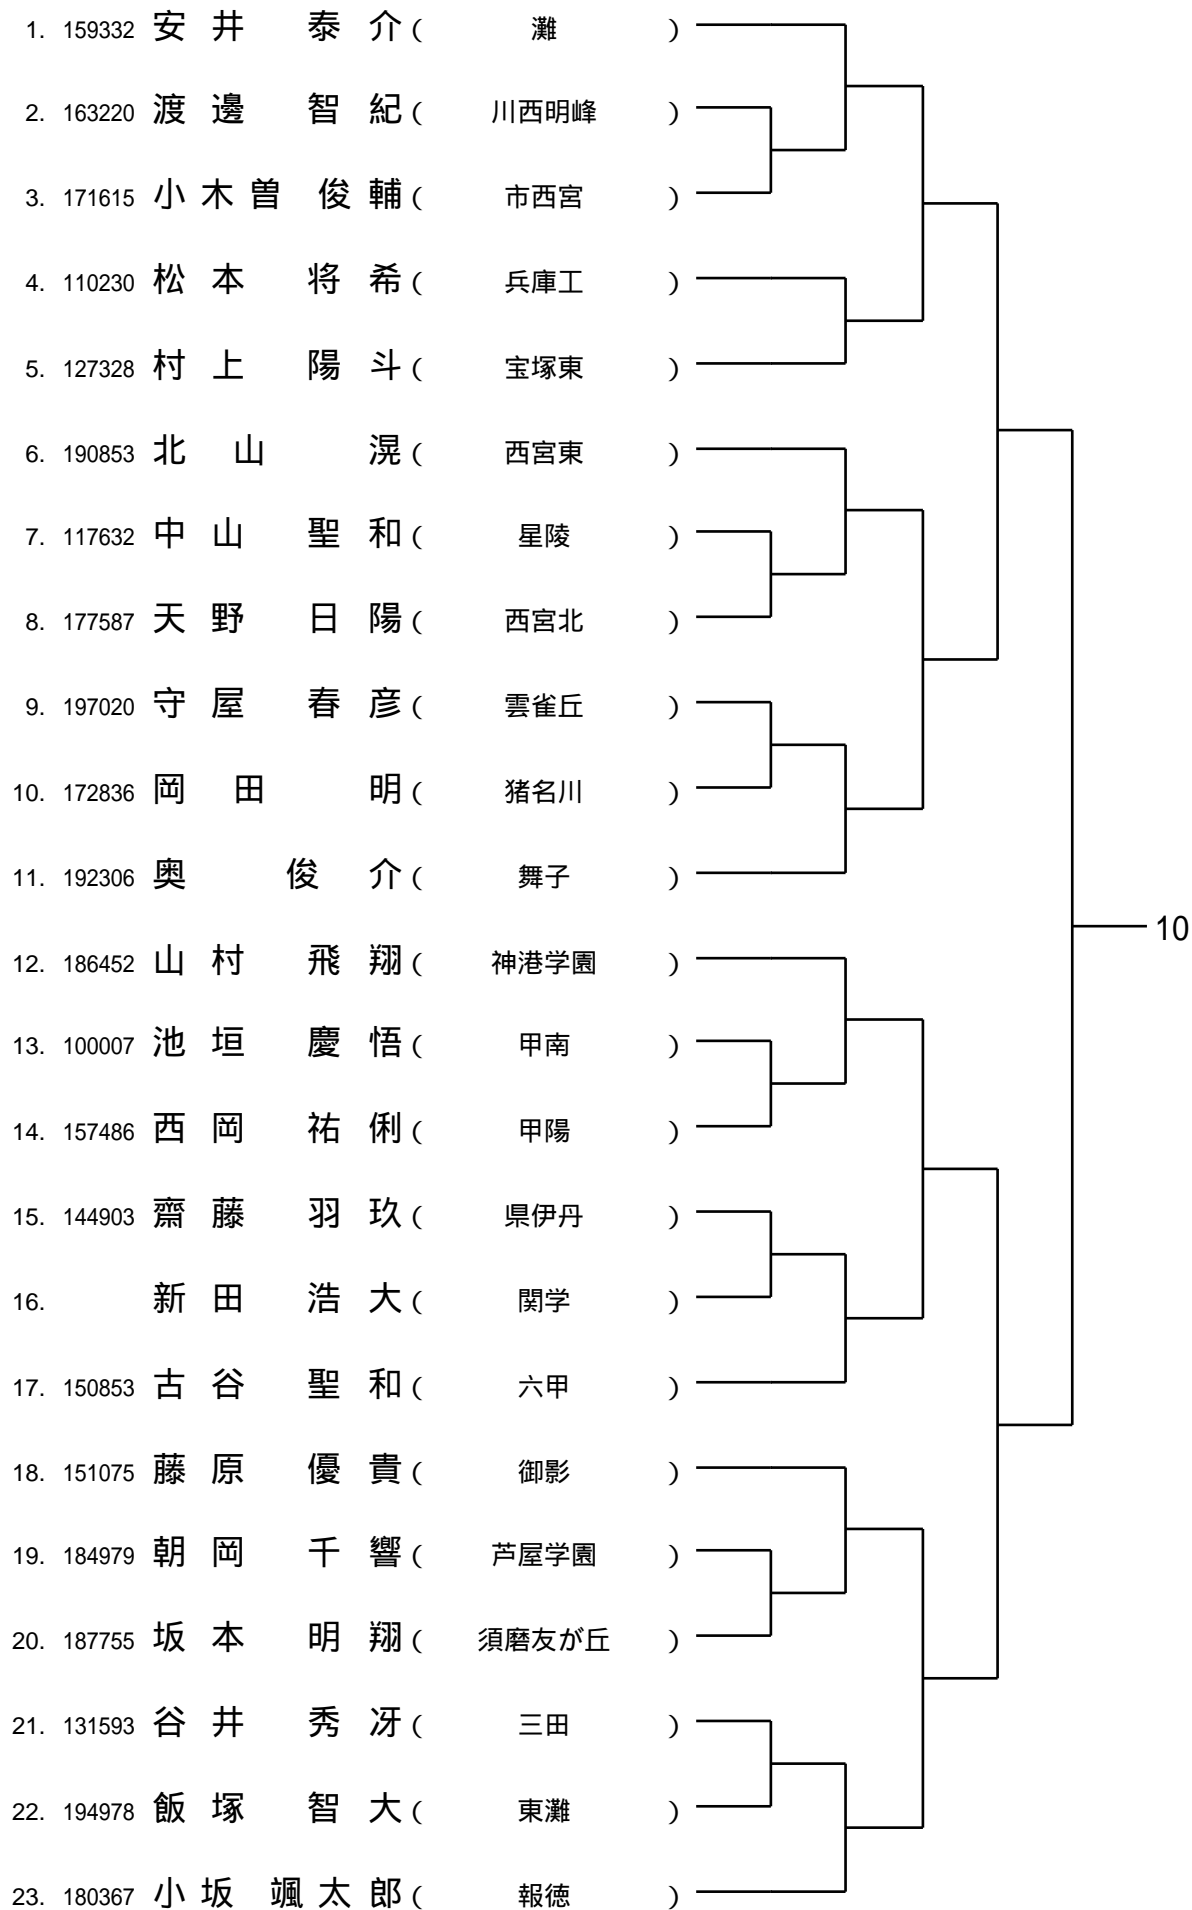 1. 159332 安井 泰介 ( 灘 )
2. 163220 渡邊 智紀 ( 川西明峰 )
3. 171615 小木曽 俊輔 ( 市西宮 )
4. 110230 松本 将希 ( 兵庫工 )
5. 127328 村上 陽斗 ( 宝塚東 )
6. 190853 北山 滉 ( 西宮東 )
7. 117632 中山 聖和 ( 星陵 )
8. 177587 天野 日陽 ( 西宮北 )
9. 197020 守屋 春彦 ( 雲雀丘 )
10. 172836 岡田 明 ( 猪名川 )
11. 192306 奥 俊介 ( 舞子 )
10
12. 186452 山村 飛翔 ( 神港学園 )
13. 100007 池垣 慶悟 ( 甲南 )
14. 157486 西岡 祐俐 ( 甲陽 )
15. 144903 齋藤 羽玖 ( 県伊丹 )
16. 新田 浩大 ( 関学 )
17. 150853 古谷 聖和 ( 六甲 )
18. 151075 藤原 優貴 ( 御影 )
19. 184979 朝岡 千響 ( 芦屋学園 )
20. 187755 坂本 明翔 ( 須磨友が丘 )
21. 131593 谷井 秀冴 ( 三田 )
22. 194978 飯塚 智大 ( 東灘 )
23. 180367 小坂 颯太郎 ( 報徳 )